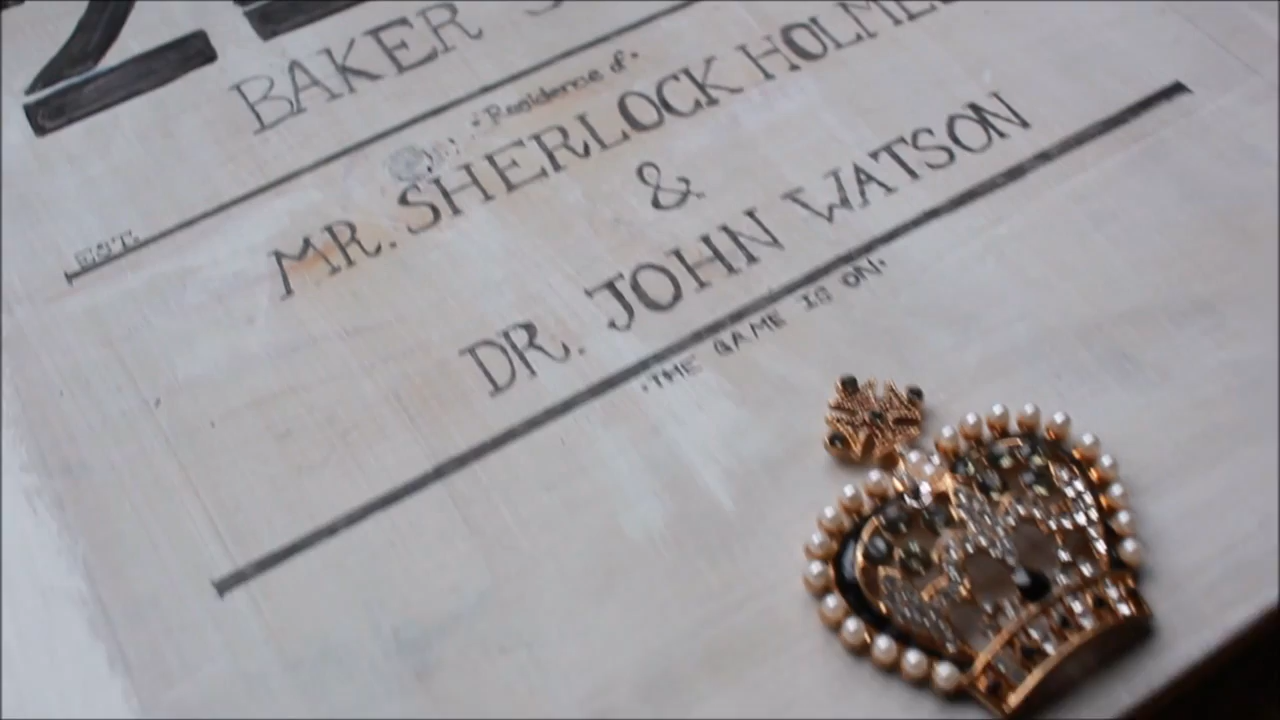 BAKER
·Residence of·
EST.
MR. SHERLOCK HOLMES
&
DR. JOHN WATSON
·THE GAME IS ON·